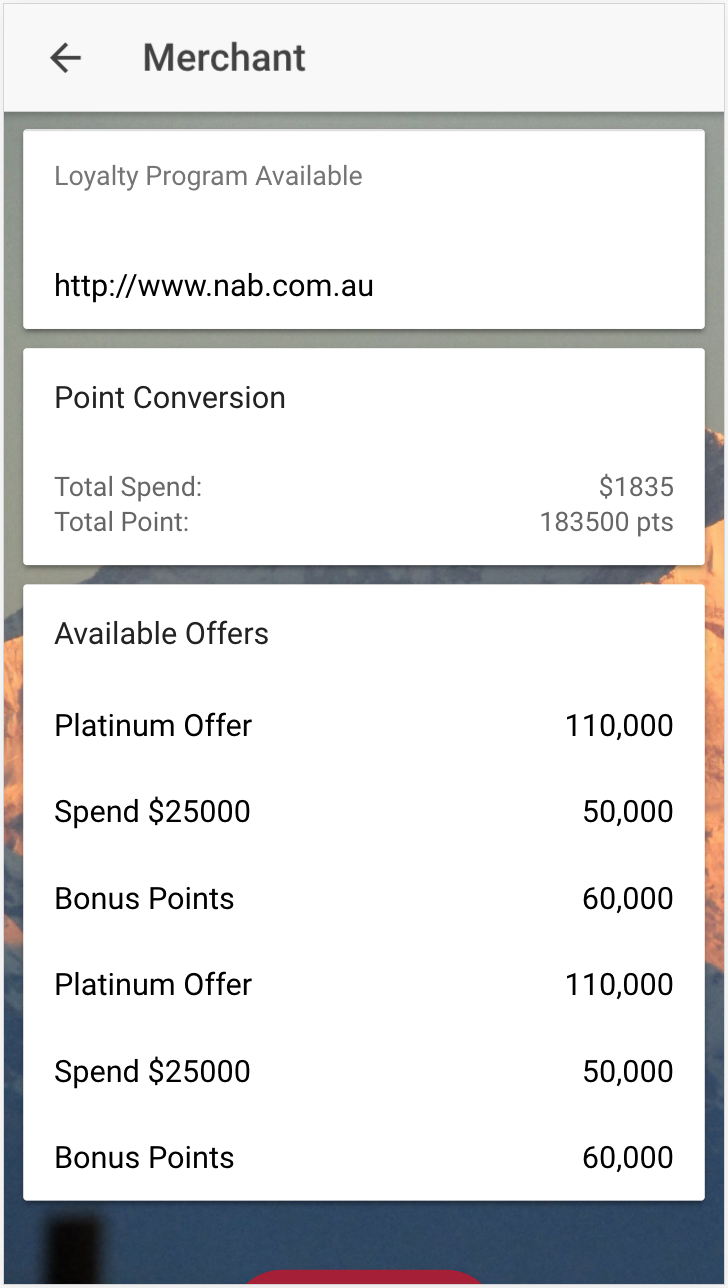 Merchant
Loyalty Program Available
http://www.nab.com.au
Point Conversion
Total Spend: $1835
Total Point: 183500 pts
Available Offers
Platinum Offer 110,000
Spend $25000 50,000
Bonus Points 60,000
Platinum Offer 110,000
Spend $25000 50,000
Bonus Points 60,000